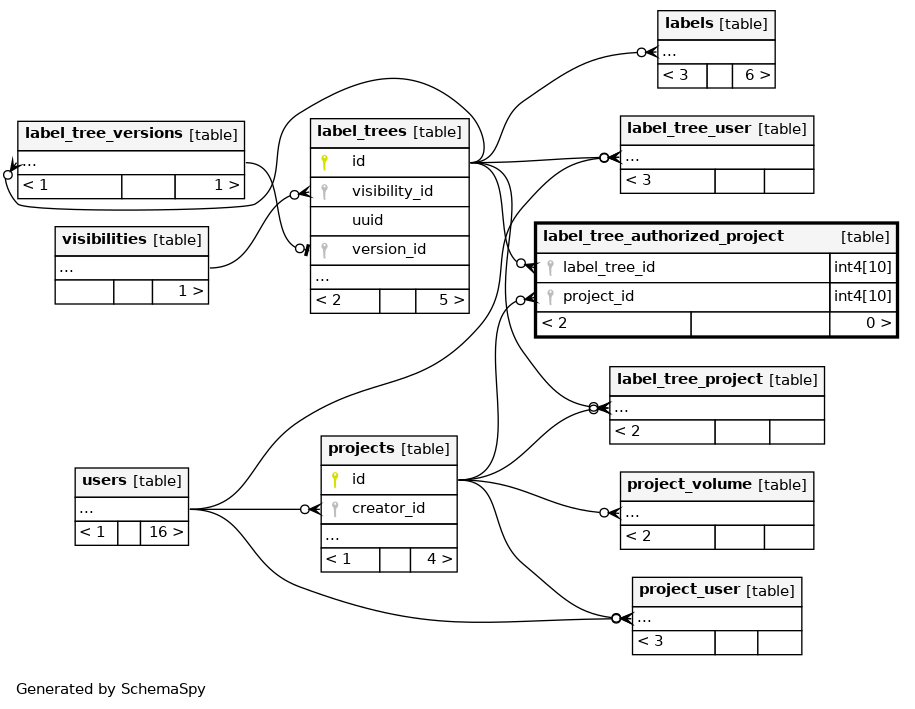 labels [table]
...
< 3 6 >
label_tree_versions [table]
...
< 1 1 >
label_trees [table]
id
visibility_id
uuid
version_id
...
< 2 5 >
label_tree_user [table]
...
< 3
visibilities [table]
...
1 >
label_tree_authorized_project [table]
label_tree_id int4[10]
project_id int4[10]
< 2 0 >
label_tree_project [table]
...
< 2
projects [table]
id
creator_id
...
< 1 4 >
users [table]
...
< 1 16 >
project_volume [table]
...
< 2
project_user [table]
...
< 3
Generated by SchemaSpy